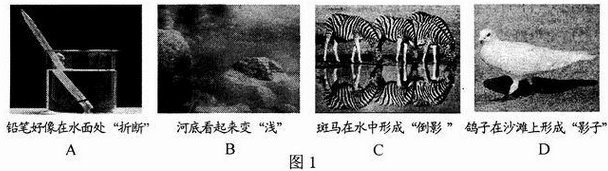 铅笔好像在水面处“折断”
河底看起来变“浅”
斑马在水中形成“倒影”
鸽子在沙滩上形成“影子”
A
B
C
D
图1